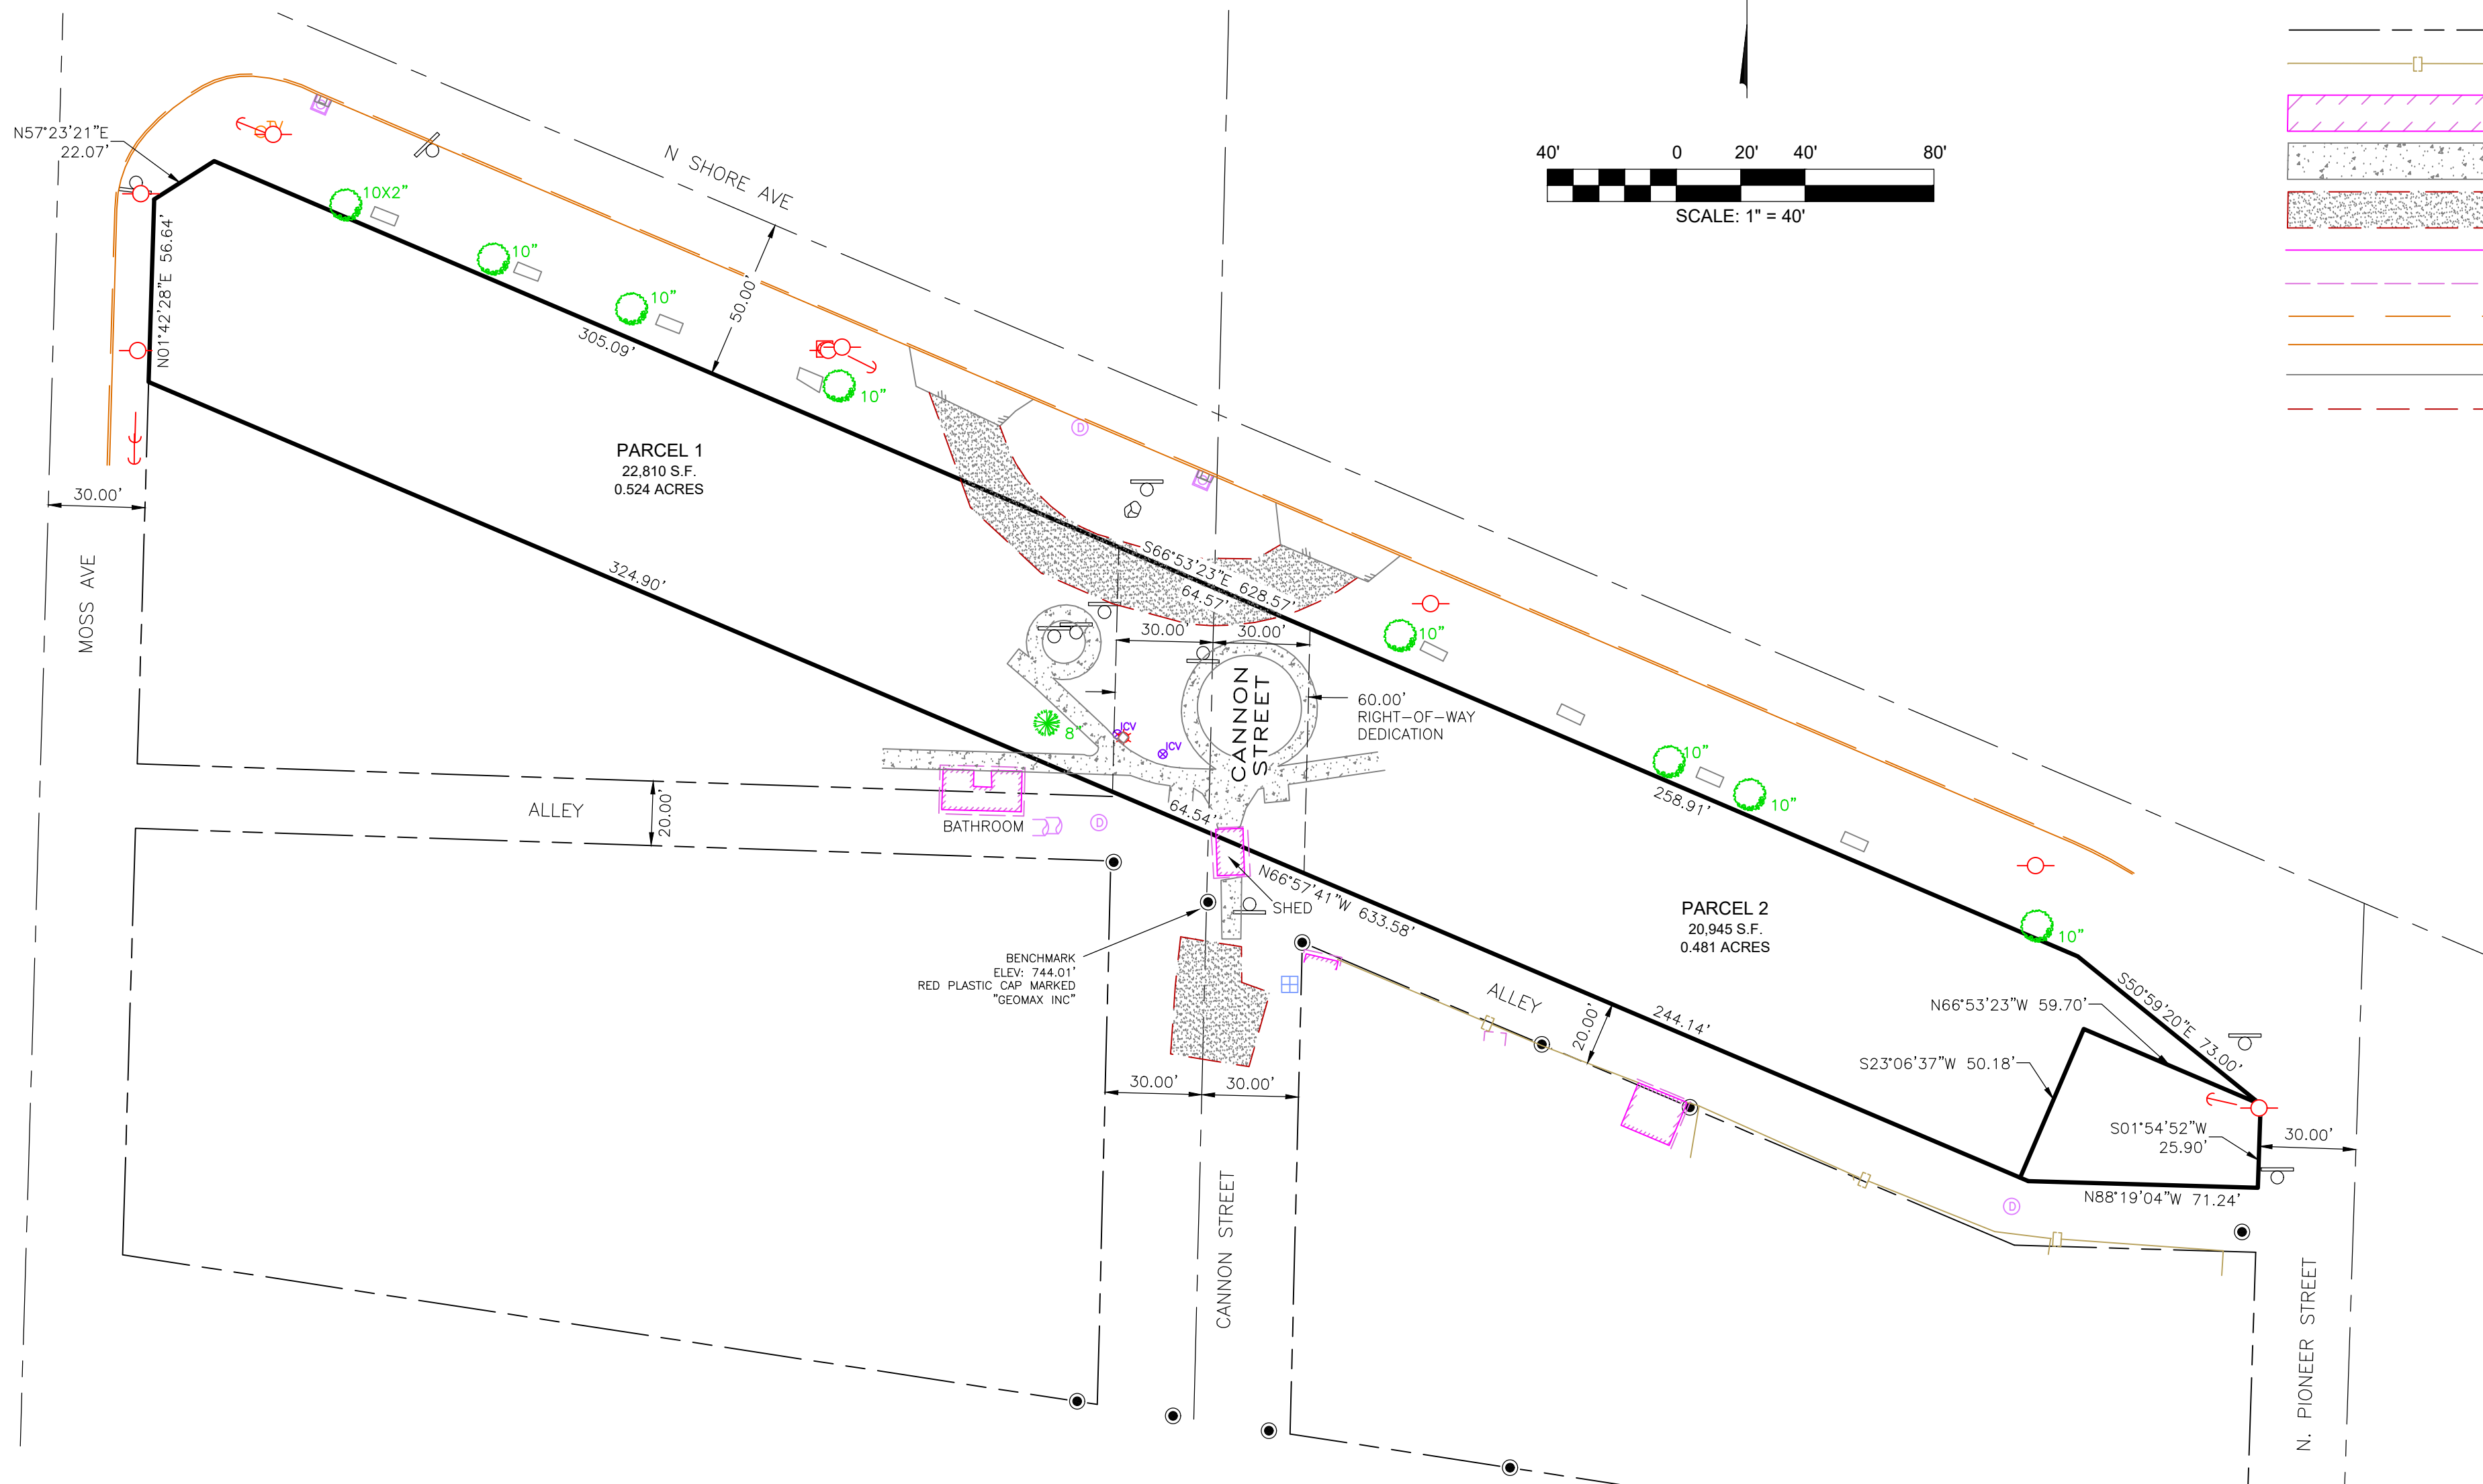 N57°23'21"E
22.07'
TV
10X2"
N SHORE AVE
40'
0
20'
40'
80'
SCALE: 1" = 40'
N01°42'28"E 56.64'
10"
10"
50.00'
305.09'
10"
D
PARCEL 1
22,810 S.F.
0.524 ACRES
30.00'
MOSS AVE
324.90'
S66°53'23"E 628.57'
64.57'
30.00'
30.00'
10"
CANNON
STREET
60.00'
RIGHT-OF-WAY
DEDICATION
8"
ICV
ICV
10"
10"
258.91'
ALLEY
20.00'
BATHROOM
D
64.54'
N66°57'41"W 633.58'
SHED
PARCEL 2
20,945 S.F.
0.481 ACRES
10"
BENCHMARK
ELEV: 744.01'
RED PLASTIC CAP MARKED
"GEOMAX INC"
ALLEY
20.00'
244.14'
S50°59'20"E 73.00'
N66°53'23"W 59.70'
S23°06'37"W 50.18'
30.00'
30.00'
S01°54'52"W
25.90'
30.00'
N88°19'04"W 71.24'
D
CANNON STREET
N. PIONEER STREET